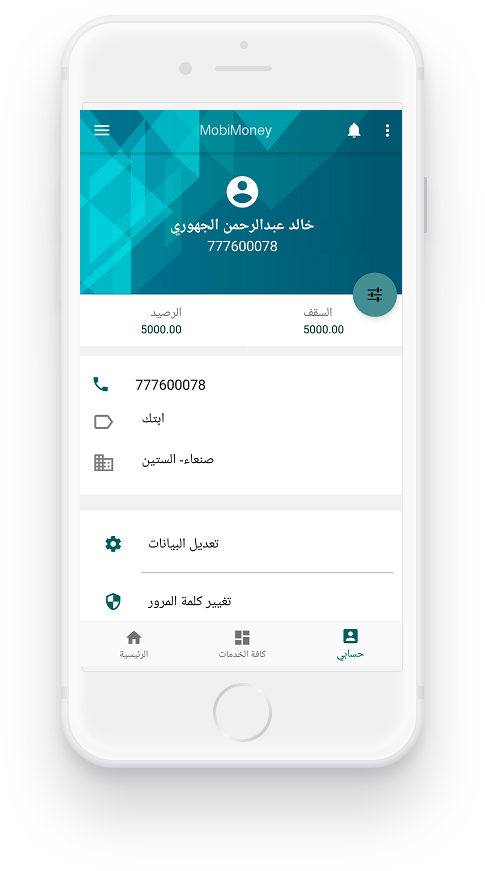 MobiMoney
خالد عبدالرحمن الجهوري
777600078
السقف
الرصيد
5000.00
5000.00
777600078
ابتك
صنعاء- الستين
تعديل البيانات
تغيير كلمة المرور
حسابي
كافة الخدمات
الرئيسية